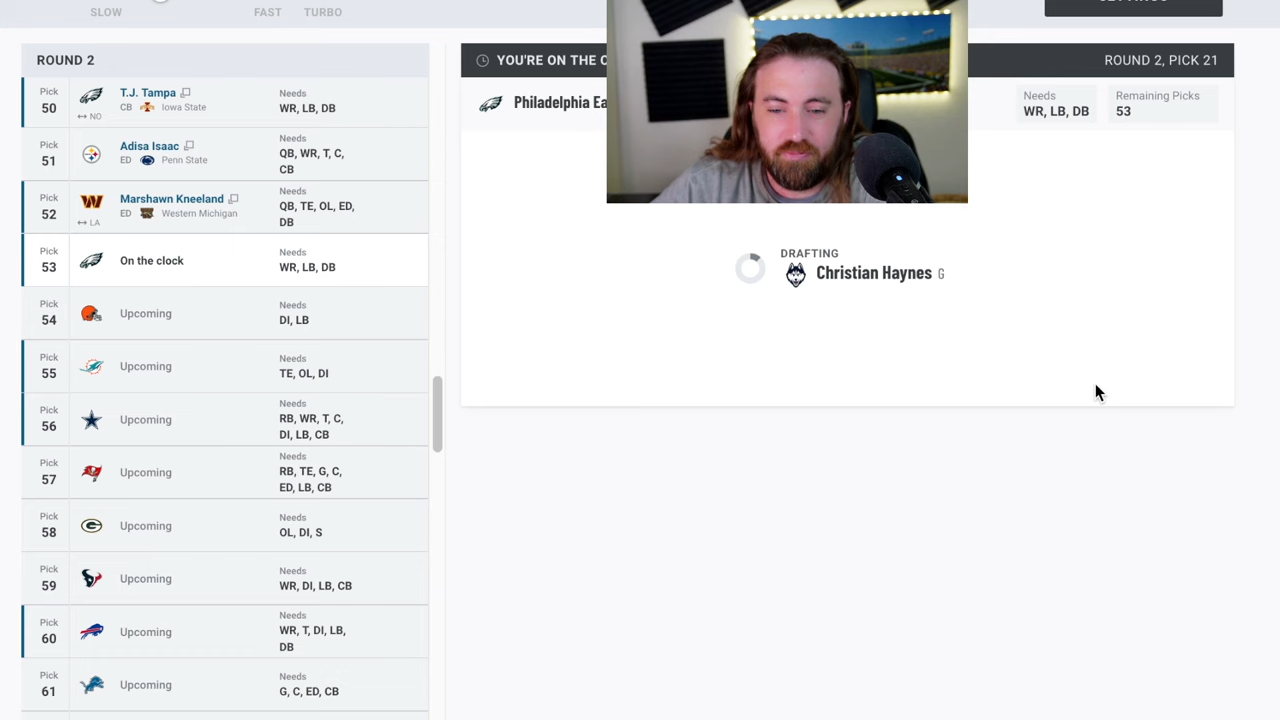 SLOW
FAST
TURBO
ROUND 2
Pick
50
T.J. Tampa
CB Iowa State
↔ NO
Needs
WR, LB, DB
Pick
51
Adisa Isaac
ED Penn State
Needs
QB, WR, T, C,
CB
Pick
52
Marshawn Kneeland
ED Western Michigan
↔ LA
Needs
QB, TE, OL, ED,
DB
Pick
53
On the clock
Needs
WR, LB, DB
Pick
54
Upcoming
Needs
DI, LB
Pick
55
Upcoming
Needs
TE, OL, DI
Pick
56
Upcoming
Needs
RB, WR, T, C,
DI, LB, CB
Pick
57
Upcoming
Needs
RB, TE, G, C,
ED, LB, CB
Pick
58
Upcoming
Needs
OL, DI, S
Pick
59
Upcoming
Needs
WR, DI, LB, CB
Pick
60
Upcoming
Needs
WR, T, DI, LB,
DB
Pick
61
Upcoming
Needs
G, C, ED, CB
YOU'RE ON THE C
ROUND 2, PICK 21
Philadelphia Ea
Needs
WR, LB, DB
Remaining Picks
53
DRAFTING
Christian Haynes G